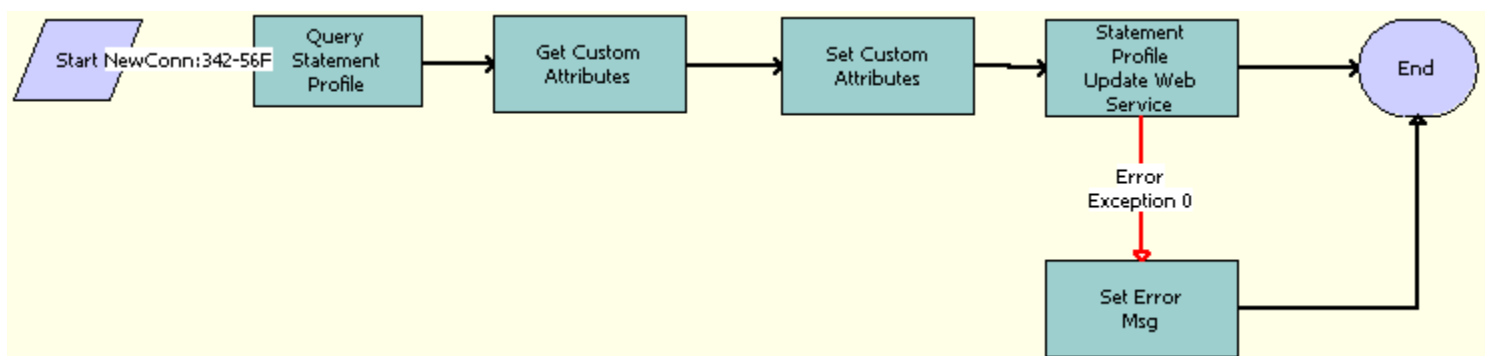 Start NewConn:342-56F
Query
Statement
Profile
Get Custom
Attributes
Set Custom
Attributes
Statement
Profile
Update Web
Service
End
Error
Exception 0
Set Error
Msg